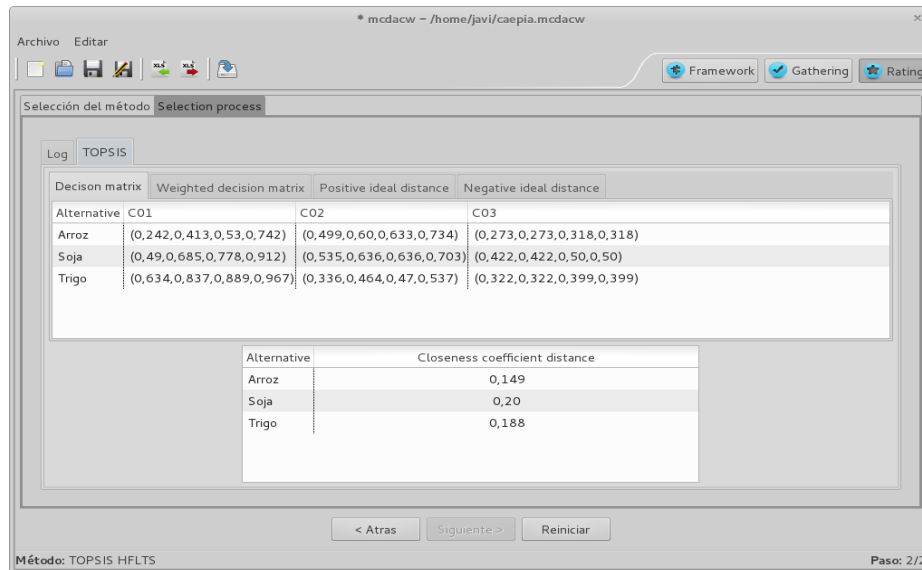 * mcdacw – /home/javi/caepia.mcdacw
Archivo Editar
Framework Gathering Rating
Selección del método Selection process
Log TOPSIS
Decison matrix Weighted decision matrix Positive ideal distance Negative ideal distance
Alternative C01 C02 C03
Arroz (0,242,0,413,0,53,0,742) (0,499,0,60,0,633,0,734) (0,273,0,273,0,318,0,318)
Soja (0,49,0,685,0,778,0,912) (0,535,0,636,0,636,0,703) (0,422,0,422,0,50,0,50)
Trigo (0,634,0,837,0,889,0,967) (0,336,0,464,0,47,0,537) (0,322,0,322,0,399,0,399)
Alternative Closeness coefficient distance
Arroz 0,149
Soja 0,20
Trigo 0,188
< Atras Siguiente > Reiniciar
Método: TOPSIS HFLTS Paso: 2/2